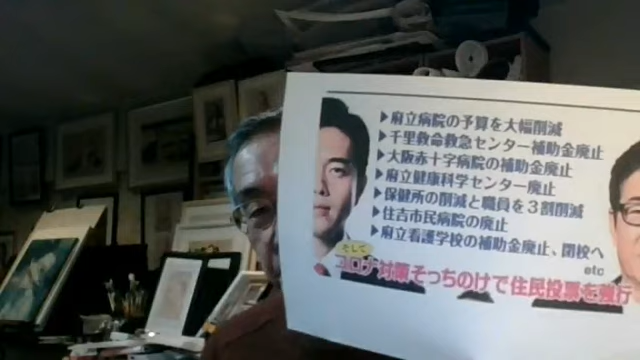 ▶府立病院の予算を大幅削減
▶千里救命救急センター補助金廃止
▶大阪赤十字病院の補助金廃止
▶府立健康科学センター廃止
▶保健所の削減と職員を3割削減
▶住吉市民病院の廃止
▶府立看護学校の補助金廃止、閉校へ
etc
そして
コロナ対策そっちのけで住民投票を強行